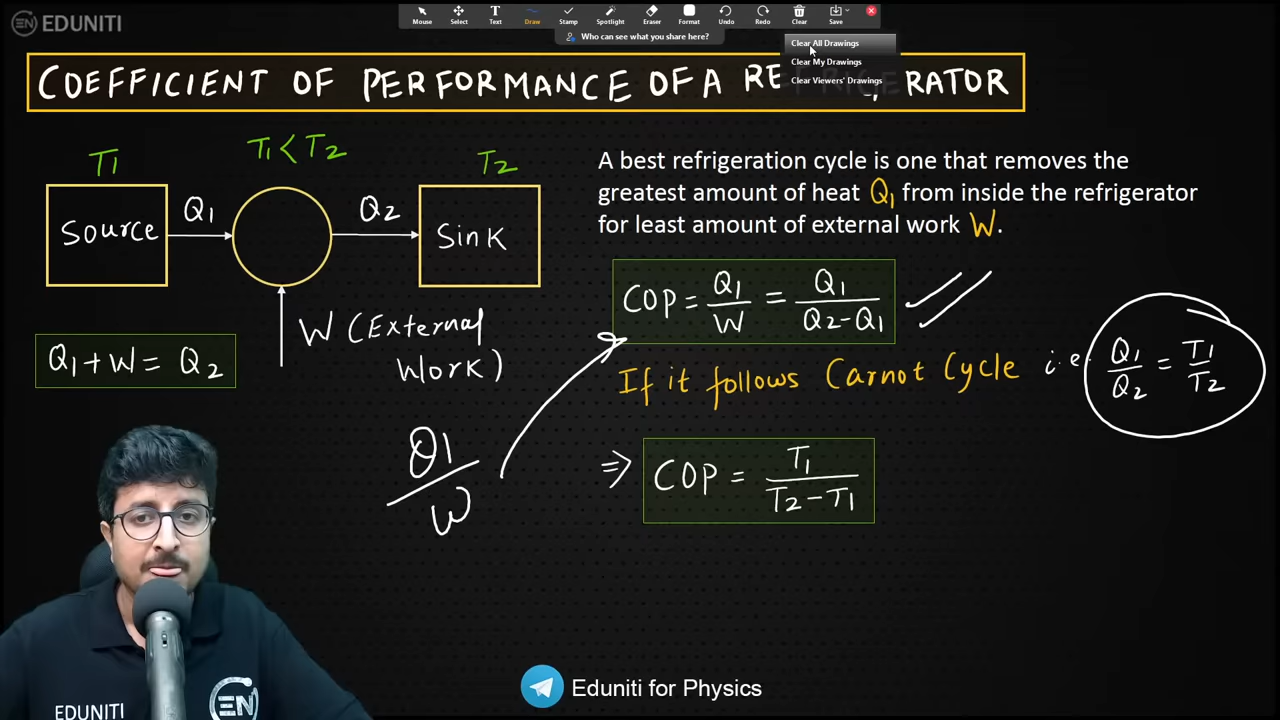 EN EDUNITI
Mouse Select Text Draw Stamp Spotlight Eraser Format Undo Redo Clear Save
Who can see what you share here?
Clear All Drawings
Clear My Drawings
Clear Viewers' Drawings
COEFFICIENT OF PERFORMANCE OF A REFRIGERATOR
T1
T1 < T2
T2
Source
Q1
Q2
Sink
W (External
Work)
Q1 + W = Q2
Q1
W
A best refrigeration cycle is one that removes the
greatest amount of heat Q1 from inside the refrigerator
for least amount of external work W.
COP = Q1/W = Q1/(Q2 - Q1)
If it follows Carnot Cycle i.e. Q1/Q2 = T1/T2
⇒ COP = T1/(T2 - T1)
EDUNITI
EN
Eduniti for Physics